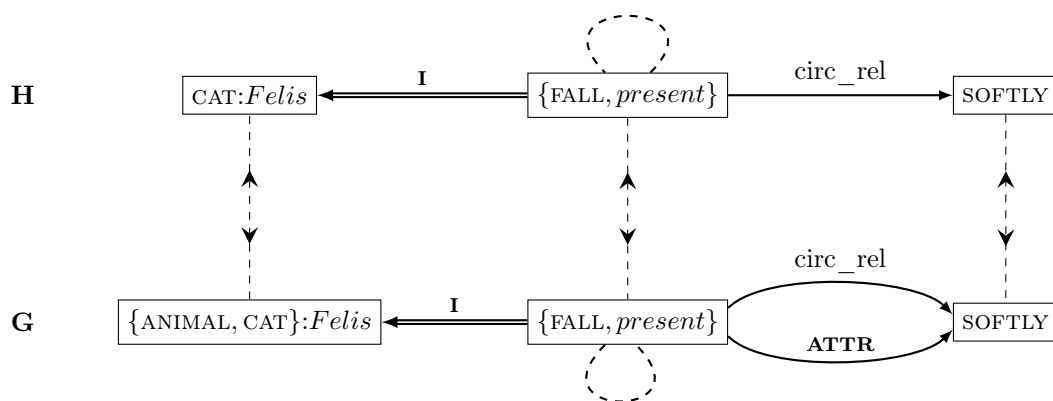 I circ_rel
H CAT:Felis {FALL, present} SOFTLY
circ_rel
I
G {ANIMAL, CAT}:Felis {FALL, present} SOFTLY
ATTR